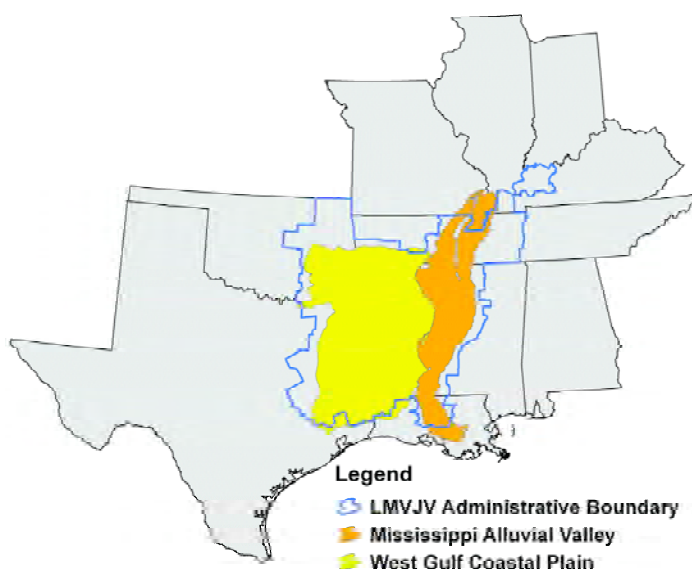 Legend
LMVJV Administrative Boundary
Mississippi Alluvial Valley
West Gulf Coastal Plain